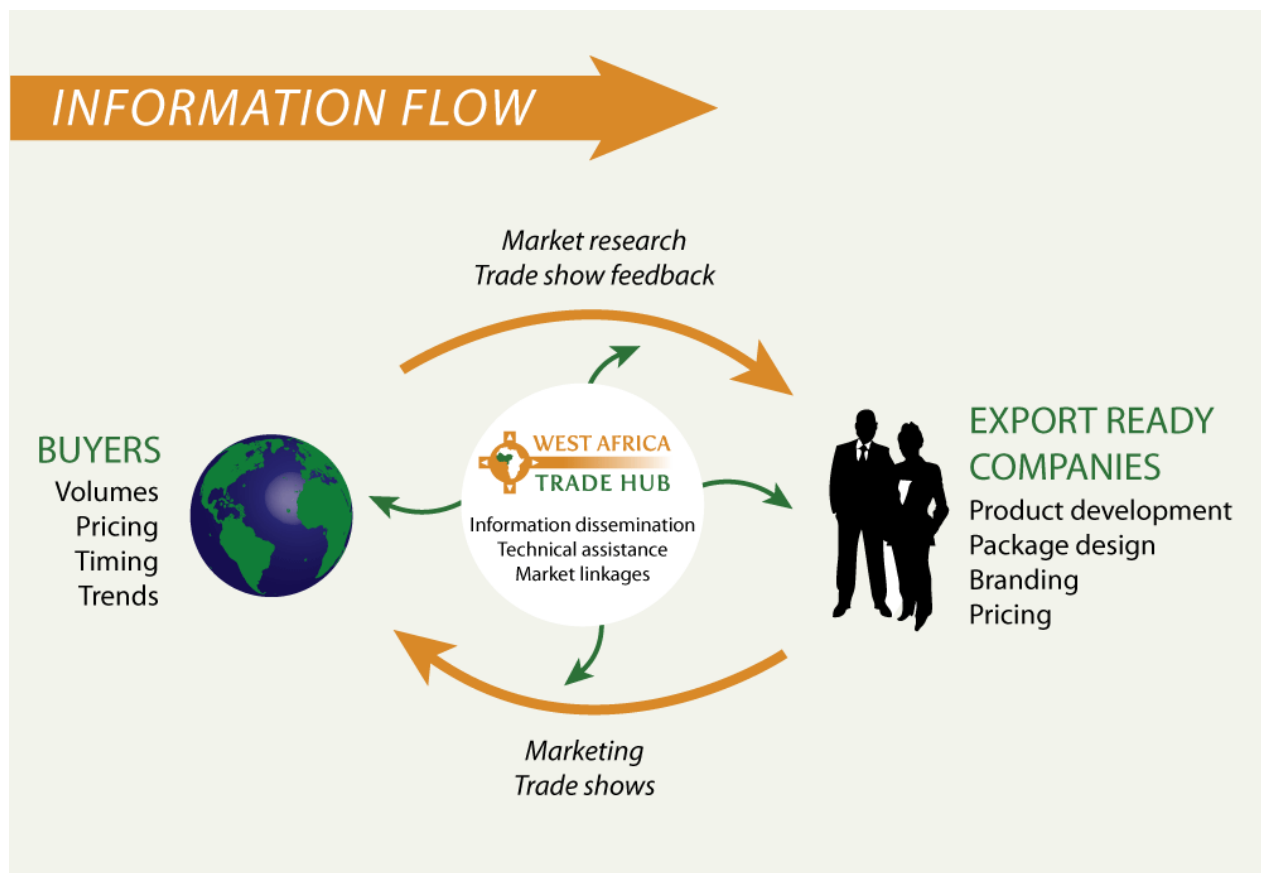 INFORMATION FLOW
Market research
Trade show feedback
BUYERS
Volumes
Pricing
Timing
Trends
WEST AFRICA
TRADE HUB
Information dissemination
Technical assistance
Market linkages
EXPORT READY
COMPANIES
Product development
Package design
Branding
Pricing
Marketing
Trade shows